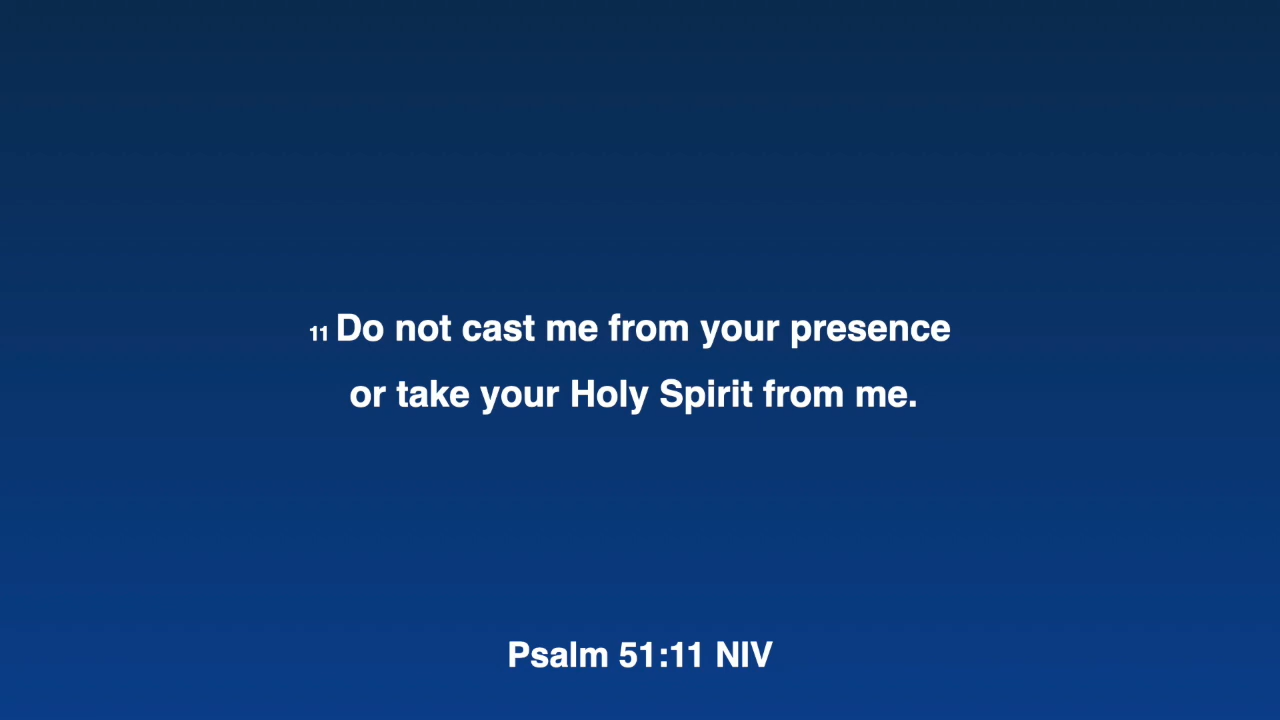 11 Do not cast me from your presence
or take your Holy Spirit from me.
Psalm 51:11 NIV